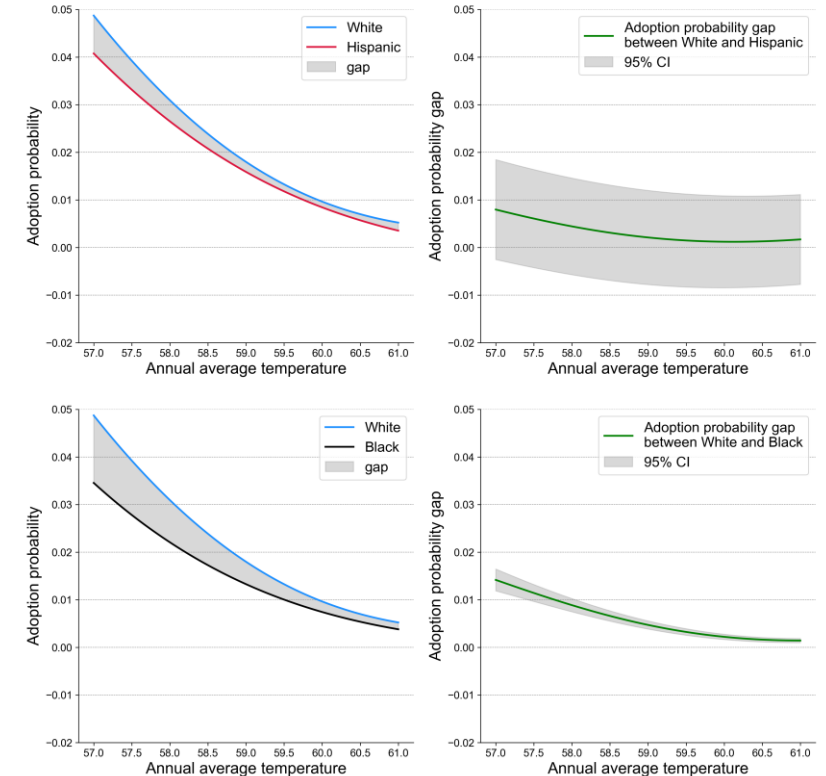 0.05
0.04
0.03
0.02
0.01
0.00
−0.01
−0.02
Adoption probability
White
Hispanic
gap
57.0 57.5 58.0 58.5 59.0 59.5 60.0 60.5 61.0
Annual average temperature
0.05
0.04
0.03
0.02
0.01
0.00
−0.01
−0.02
Adoption probability gap
Adoption probability gap
between White and Hispanic
95% CI
57.0 57.5 58.0 58.5 59.0 59.5 60.0 60.5 61.0
Annual average temperature
0.05
0.04
0.03
0.02
0.01
0.00
−0.01
−0.02
Adoption probability
White
Black
gap
57.0 57.5 58.0 58.5 59.0 59.5 60.0 60.5 61.0
Annual average temperature
0.05
0.04
0.03
0.02
0.01
0.00
−0.01
−0.02
Adoption probability gap
Adoption probability gap
between White and Black
95% CI
57.0 57.5 58.0 58.5 59.0 59.5 60.0 60.5 61.0
Annual average temperature